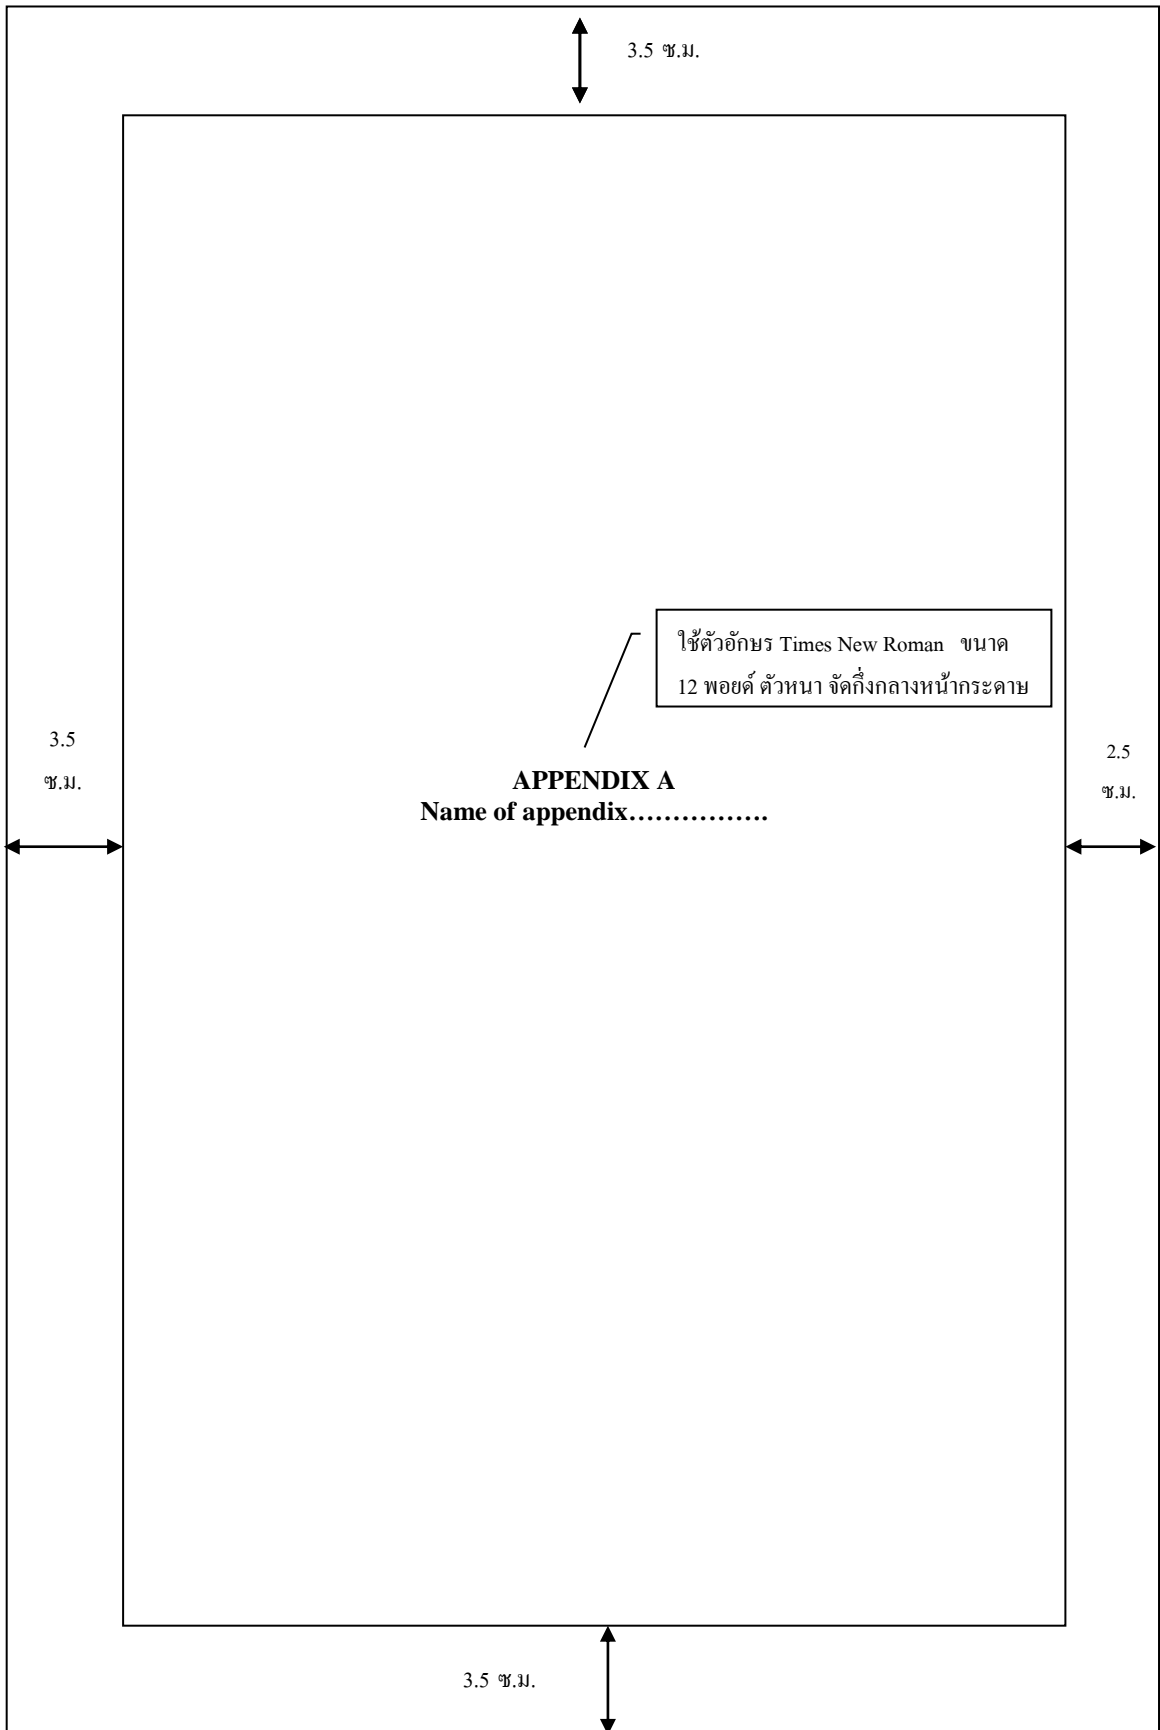 3.5 ซ.ม.
ใช้ตัวอักษร Times New Roman ขนาด
12 พอยด์ ตัวหนา จัดกึ่งกลางหน้ากระดาษ
3.5
ซ.ม.
2.5
ซ.ม.
APPENDIX A
Name of appendix…………….
3.5 ซ.ม.